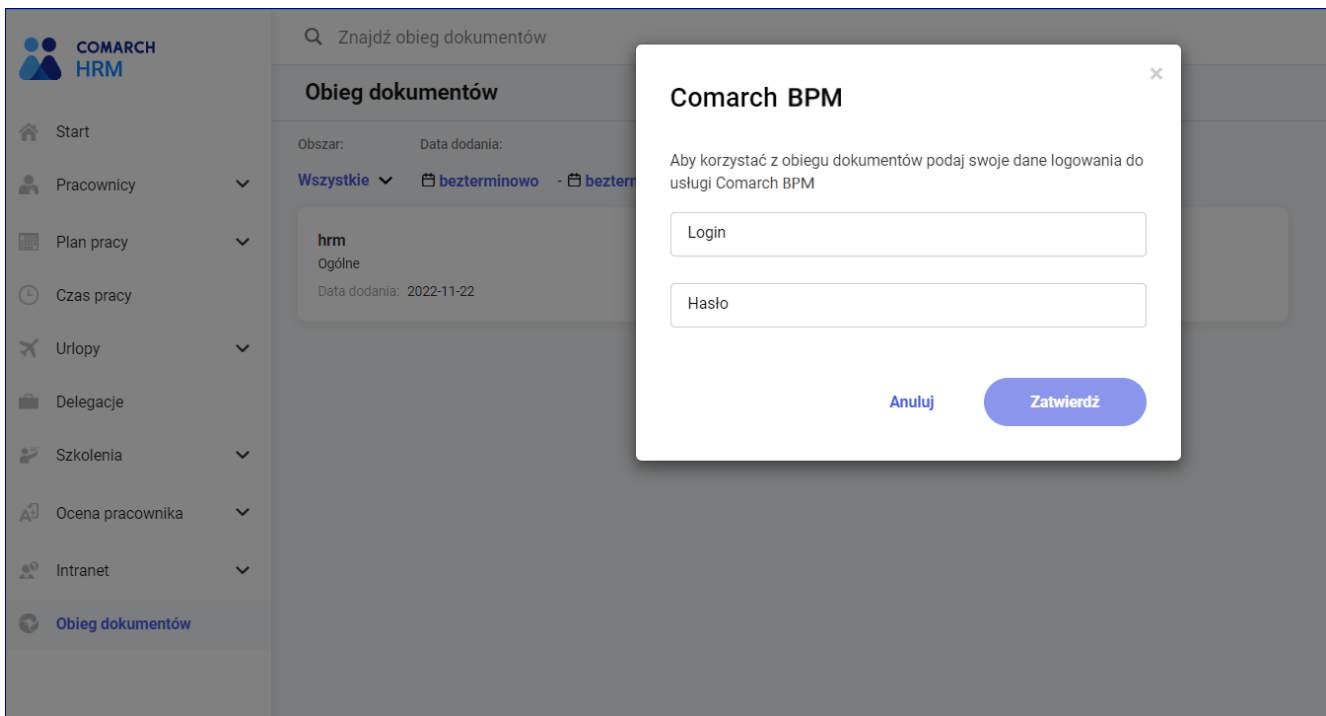 COMARCH
HRM
Start
Pracownicy
Plan pracy
Czas pracy
Urlopy
Delegacje
Szkolenia
Ocena pracownika
Intranet
Obieg dokumentów
Znajdź obieg dokumentów
Obieg dokumentów
Obszar: Data dodania:
Wszystkie bezterminowo - bezterm
hrm
Ogólne
Data dodania: 2022-11-22
×
Comarch BPM
Aby korzystać z obiegu dokumentów podaj swoje dane logowania do
usługi Comarch BPM
Login
Hasło
Anuluj Zatwierdź